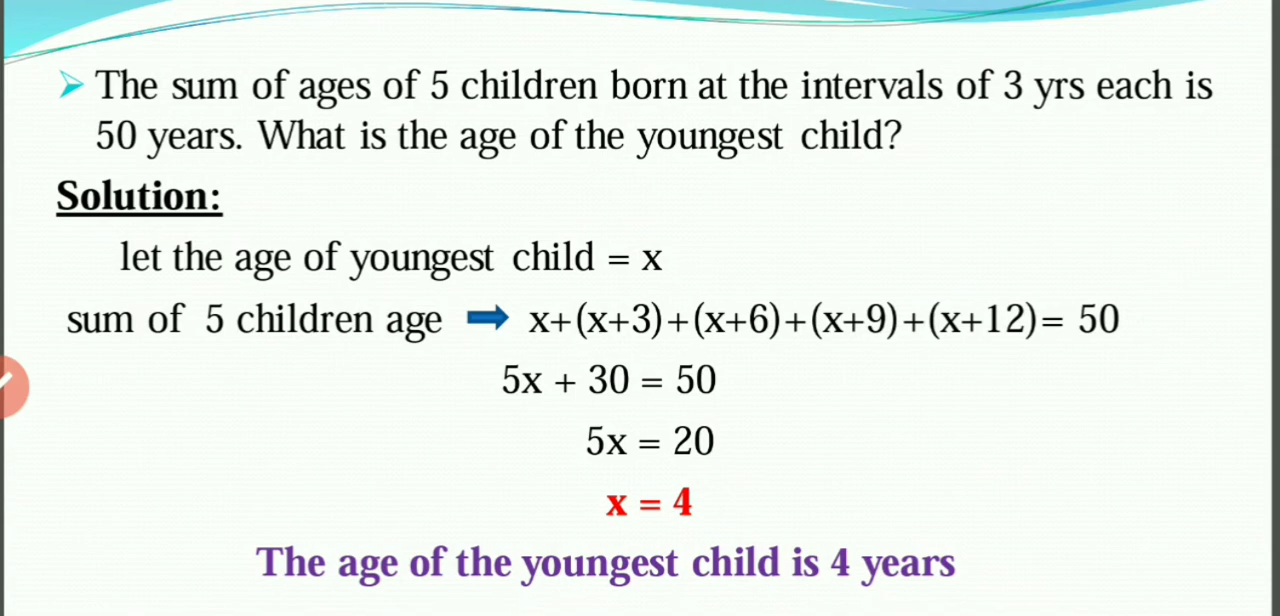 The sum of ages of 5 children born at the intervals of 3 yrs each is
50 years. What is the age of the youngest child?
Solution:
let the age of youngest child = x
sum of 5 children age ➡ x+(x+3)+(x+6)+(x+9)+(x+12)= 50
5x + 30 = 50
5x = 20
x = 4
The age of the youngest child is 4 years